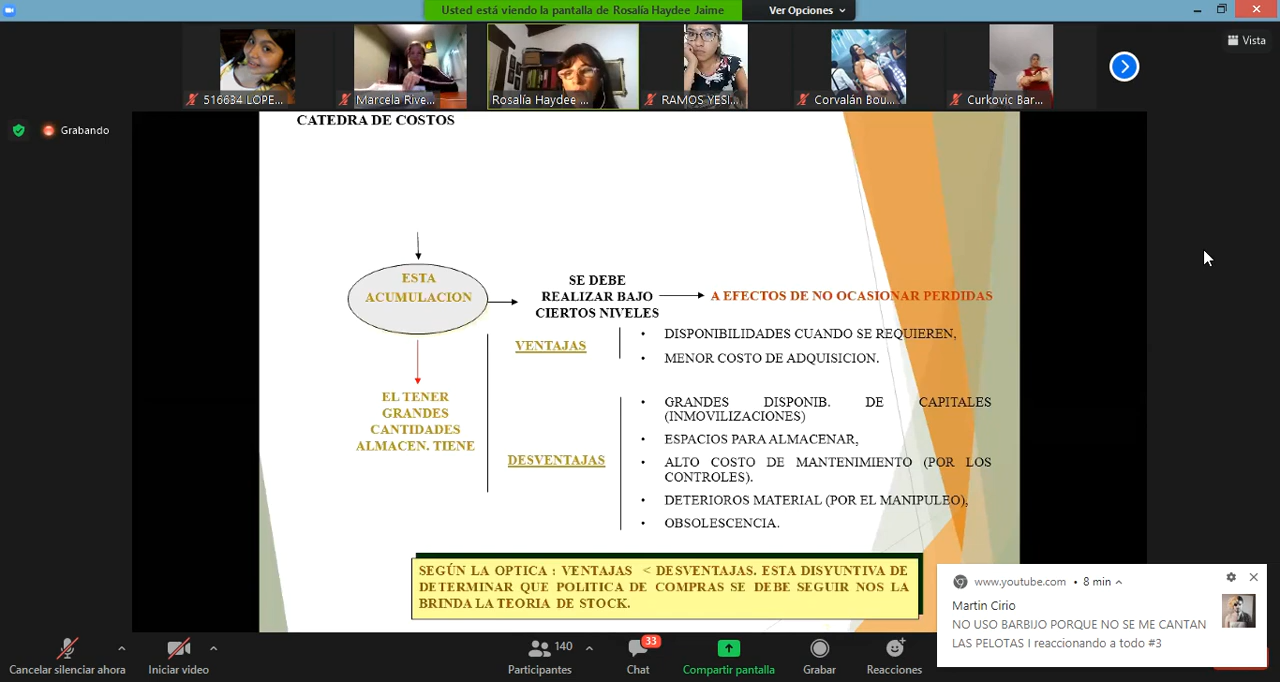 Usted está viendo la pantalla de Rosalía Haydee Jaime
Ver Opciones
Vista
516634 LOPE...
Marcela Rive...
Rosalía Haydee ...
RAMOS YESI...
Corvalán Bou...
Curkovic Bar...
Grabando
CATEDRA DE COSTOS
ESTA
ACUMULACION
SE DEBE
REALIZAR BAJO
CIERTOS NIVELES
A EFECTOS DE NO OCASIONAR PERDIDAS
EL TENER
GRANDES
CANTIDADES
ALMACEN. TIENE
VENTAJAS
• DISPONIBILIDADES CUANDO SE REQUIEREN,
• MENOR COSTO DE ADQUISICION.
DESVENTAJAS
• GRANDES DISPONIB. DE CAPITALES
(INMOVILIZACIONES)
• ESPACIOS PARA ALMACENAR,
• ALTO COSTO DE MANTENIMIENTO (POR LOS
CONTROLES).
• DETERIOROS MATERIAL (POR EL MANIPULEO),
• OBSOLESCENCIA.
SEGÚN LA OPTICA : VENTAJAS < DESVENTAJAS. ESTA DISYUNTIVA DE
DETERMINAR QUE POLITICA DE COMPRAS SE DEBE SEGUIR NOS LA
BRINDA LA TEORIA DE STOCK.
www.youtube.com • 8 min
Martin Cirio
NO USO BARBIJO PORQUE NO SE ME CANTAN
LAS PELOTAS I reaccionando a todo #3
Cancelar silenciar ahora
Iniciar video
140
Participantes
33
Chat
Compartir pantalla
Grabar
Reacciones